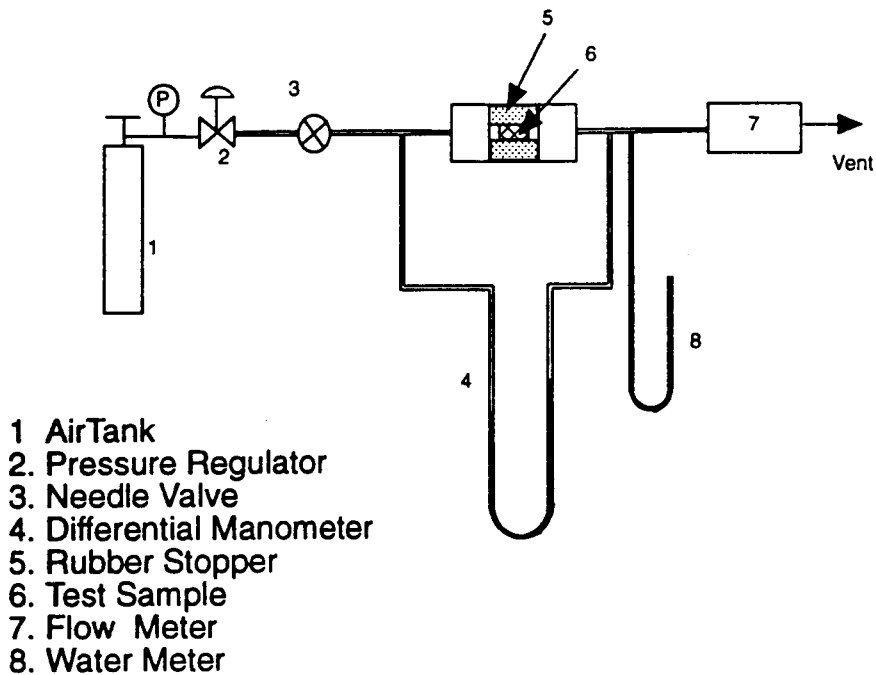 5
6
3
P
2
7
Vent
1
8
4
1 AirTank
2. Pressure Regulator
3. Needle Valve
4. Differential Manometer
5. Rubber Stopper
6. Test Sample
7. Flow Meter
8. Water Meter